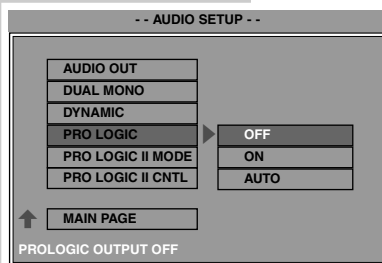 - - AUDIO SETUP - -
AUDIO OUT
DUAL MONO
DYNAMIC
PRO LOGIC OFF
PRO LOGIC II MODE ON
PRO LOGIC II CNTL AUTO
MAIN PAGE
PROLOGIC OUTPUT OFF